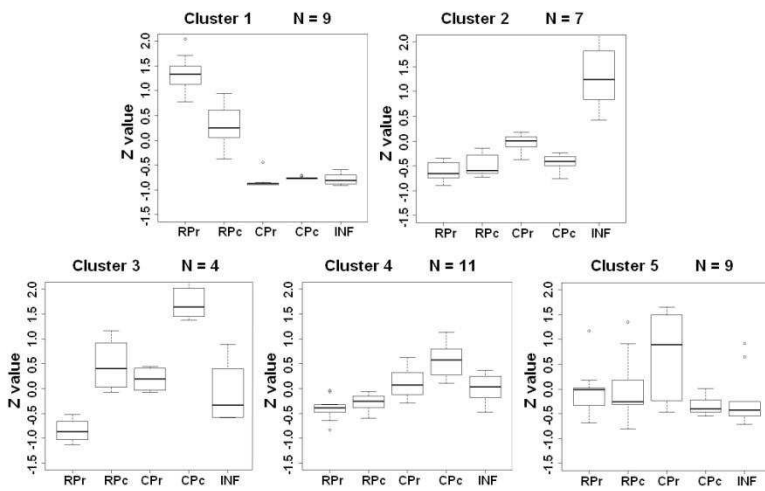 Cluster 1 N = 9
Cluster 2 N = 7
Z value
2.0
1.5
1.0
0.5
0.0
-0.5
-1.0
-1.5
RPr RPc CPr CPc INF
Z value
2.0
1.5
1.0
0.5
0.0
-0.5
-1.0
-1.5
RPr RPc CPr CPc INF
Cluster 3 N = 4
Cluster 4 N = 11
Cluster 5 N = 9
Z value
2.0
1.5
1.0
0.5
0.0
-0.5
-1.0
-1.5
RPr RPc CPr CPc INF
Z value
2.0
1.5
1.0
0.5
0.0
-0.5
-1.0
-1.5
RPr RPc CPr CPc INF
Z value
2.0
1.5
1.0
0.5
0.0
-0.5
-1.0
-1.5
RPr RPc CPr CPc INF